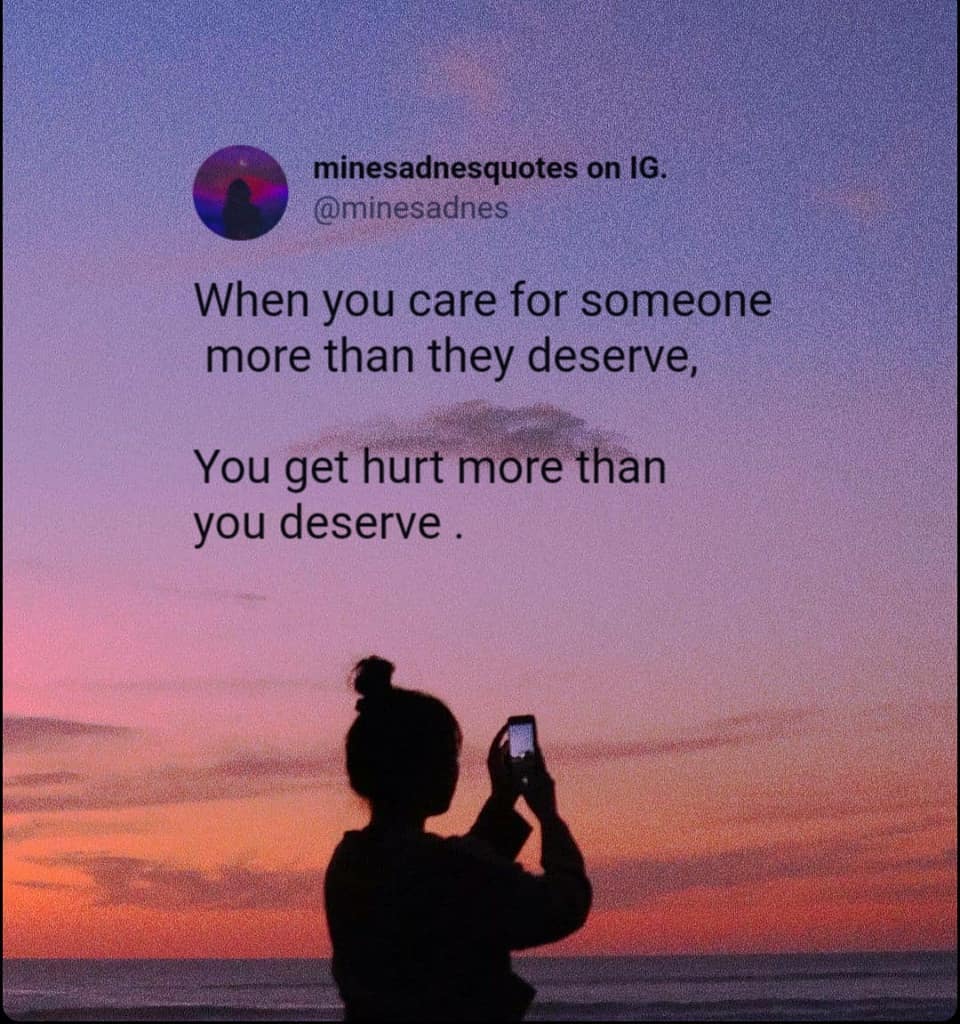 minesadnesquotes on IG.
@minesadnes
When you care for someone
more than they deserve,
You get hurt more than
you deserve .